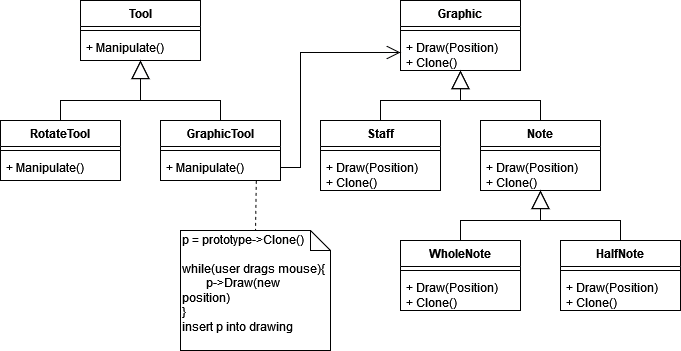 Tool
+ Manipulate()
Graphic
+ Draw(Position)
+ Clone()
RotateTool
+ Manipulate()
GraphicTool
+ Manipulate()
Staff
+ Draw(Position)
+ Clone()
Note
+ Draw(Position)
+ Clone()
p = prototype->Clone()
while(user drags mouse){
p->Draw(new
position)
}
insert p into drawing
WholeNote
+ Draw(Position)
+ Clone()
HalfNote
+ Draw(Position)
+ Clone()